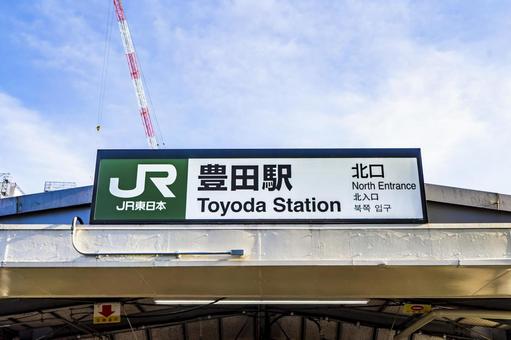 JR
JR東日本
豊田駅
Toyoda Station
北口
North Entrance
北入口
북쪽 입구